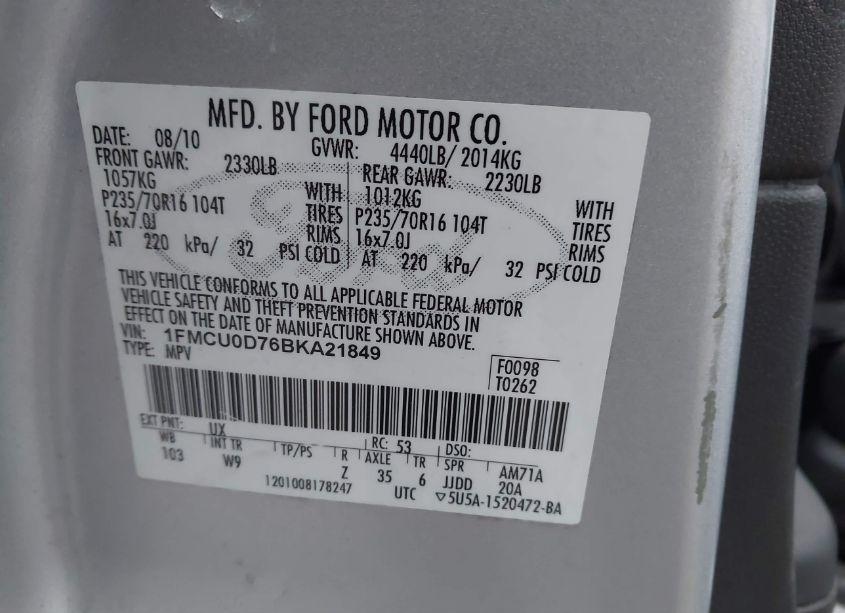 MFD. BY FORD MOTOR CO.
DATE: 08/10 GVWR: 4440LB/ 2014KG
FRONT GAWR: 2330LB REAR GAWR: 2230LB
1057KG WITH 1012KG WITH
P235/70R16 104T TIRES P235/70R16 104T TIRES
16x7.0J RIMS 16x7.0J RIMS
AT 220 kPa/ 32 PSI COLD AT 220 kPa/ 32 PSI COLD
THIS VEHICLE CONFORMS TO ALL APPLICABLE FEDERAL MOTOR
VEHICLE SAFETY AND THEFT PREVENTION STANDARDS IN
EFFECT ON THE DATE OF MANUFACTURE SHOWN ABOVE.
VIN: 1FMCU0D76BKA21849
TYPE: MPV
F0098
T0262
EXT PNT: UX RC: 53 DSO:
WB INT TR TP/PS R AXLE TR SPR AM71A
103 W9 Z 35 6 JJDD 20A
1201008178247 UTC ▽5U5A-1520472-BA
Ford